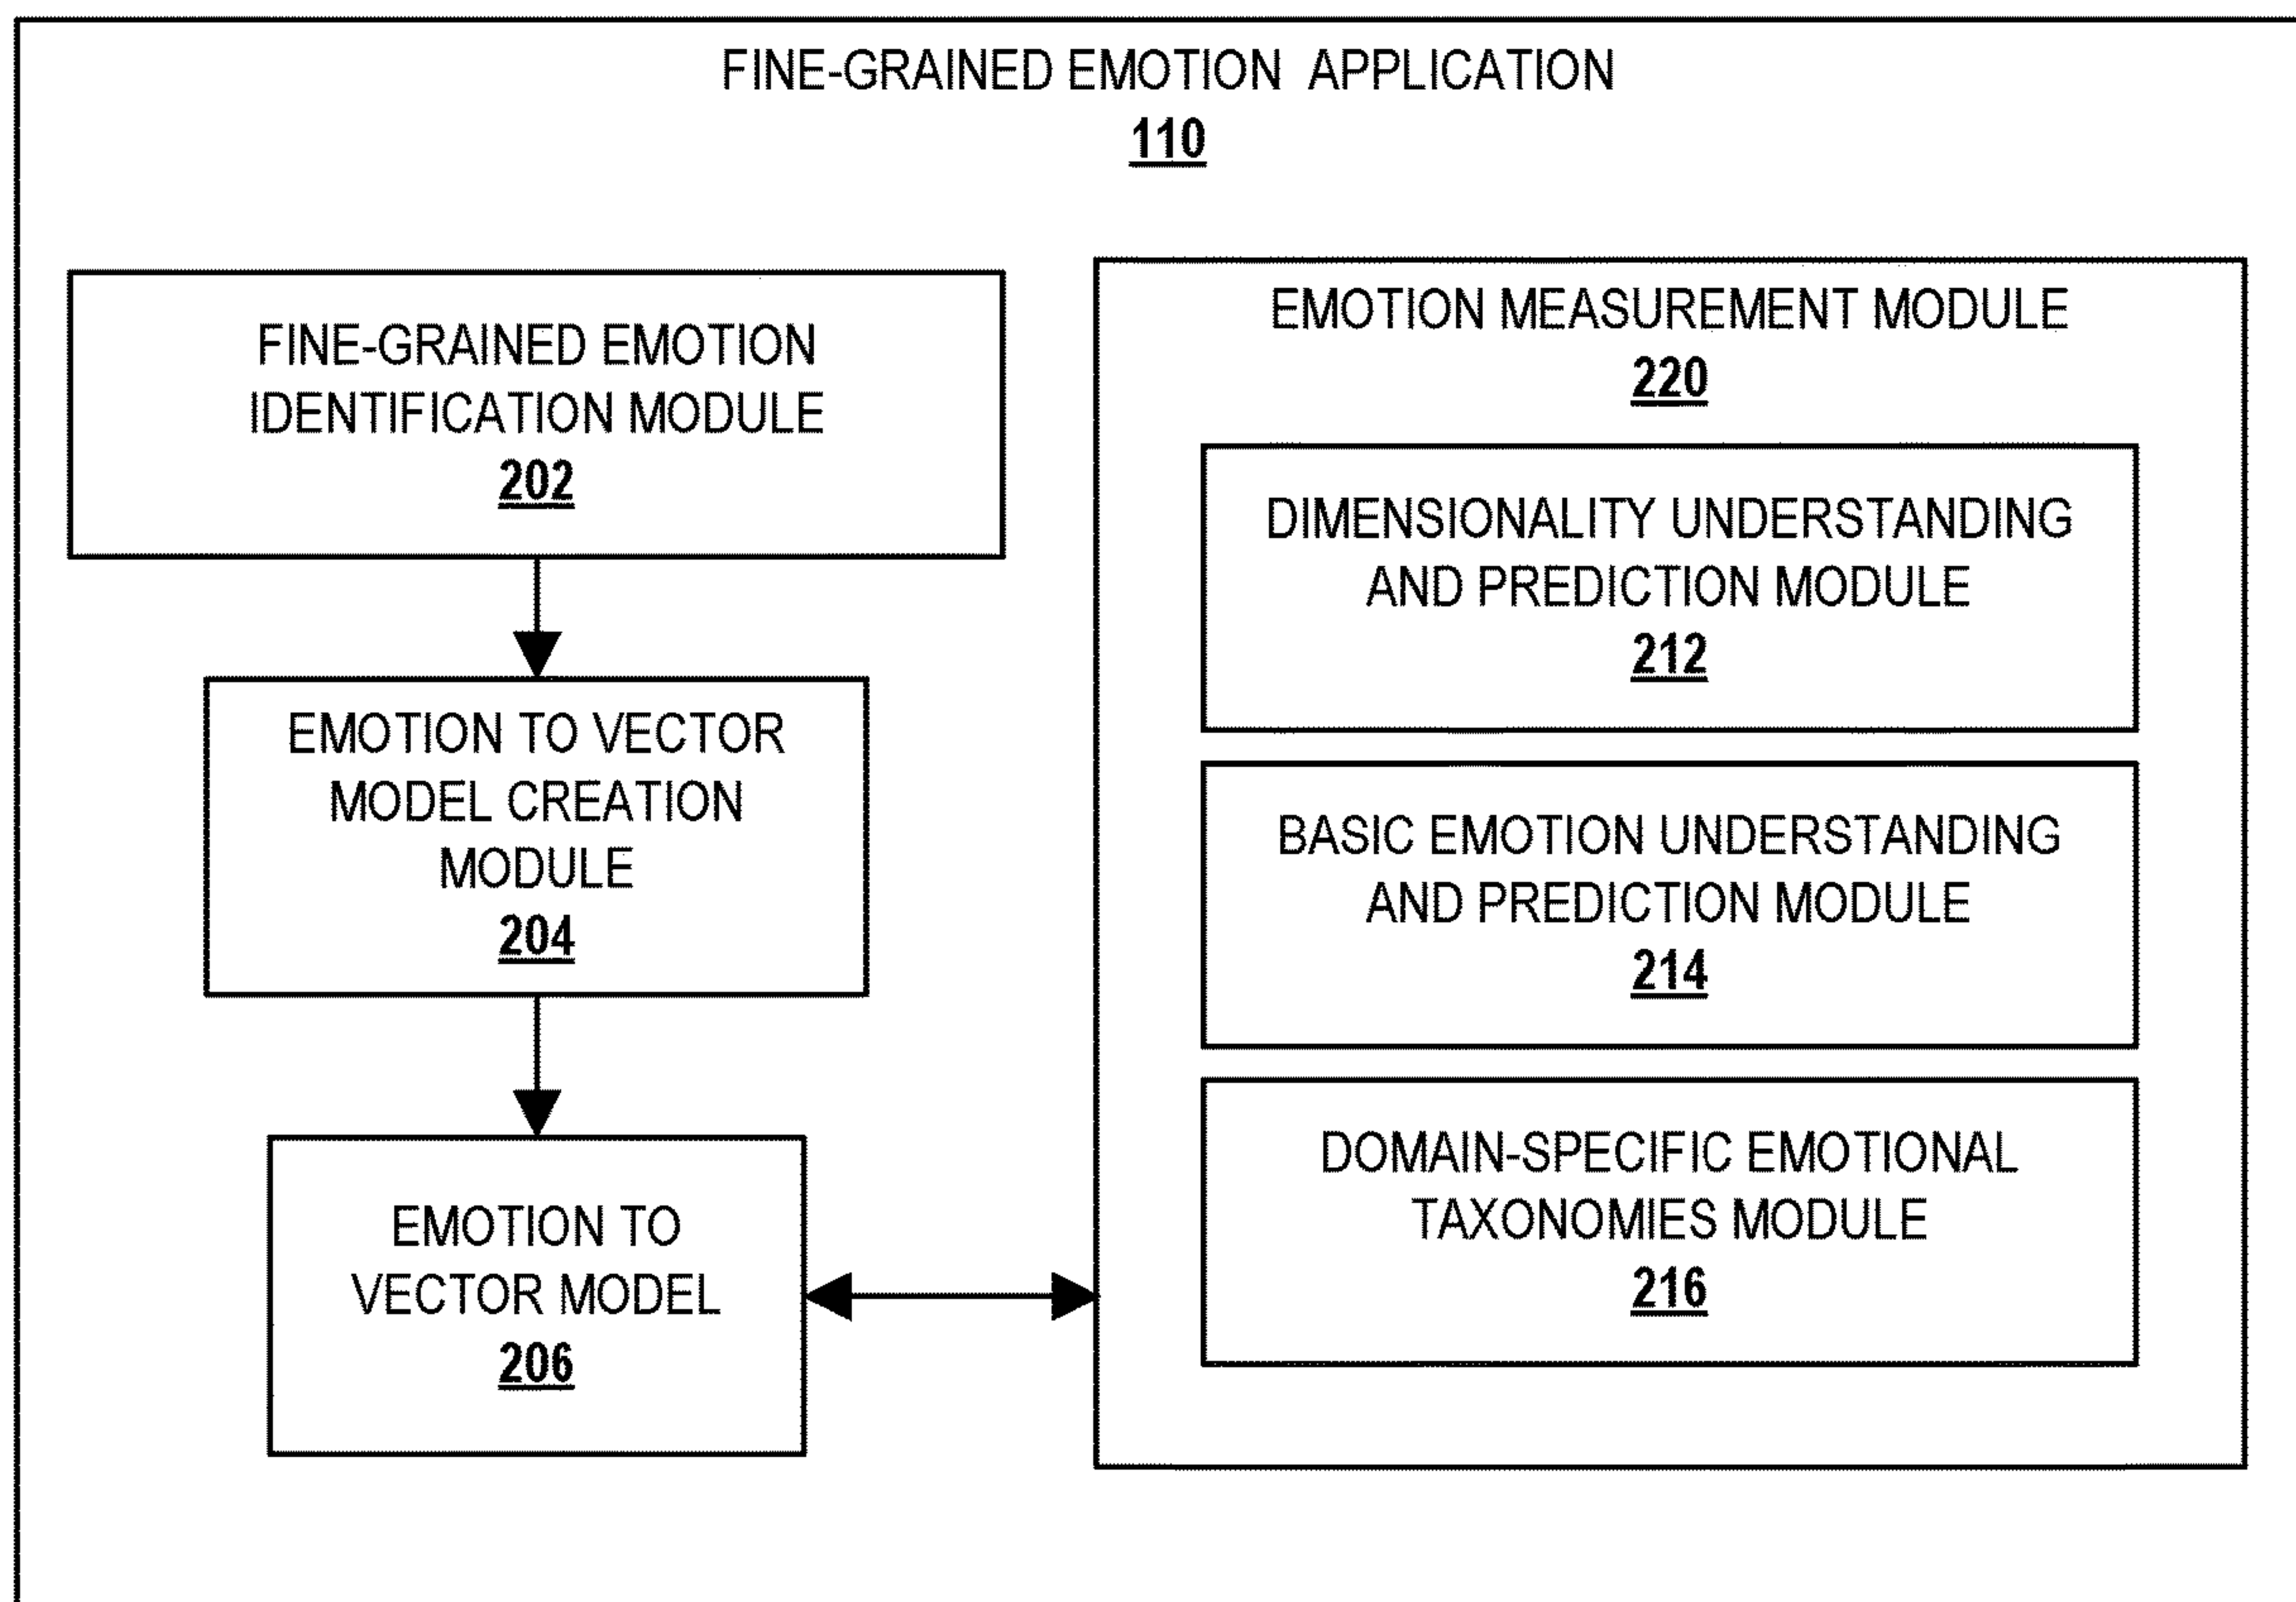 FINE-GRAINED EMOTION APPLICATION
110
FINE-GRAINED EMOTION
IDENTIFICATION MODULE
202
EMOTION TO VECTOR
MODEL CREATION
MODULE
204
EMOTION TO
VECTOR MODEL
206
EMOTION MEASUREMENT MODULE
220
DIMENSIONALITY UNDERSTANDING
AND PREDICTION MODULE
212
BASIC EMOTION UNDERSTANDING
AND PREDICTION MODULE
214
DOMAIN-SPECIFIC EMOTIONAL
TAXONOMIES MODULE
216